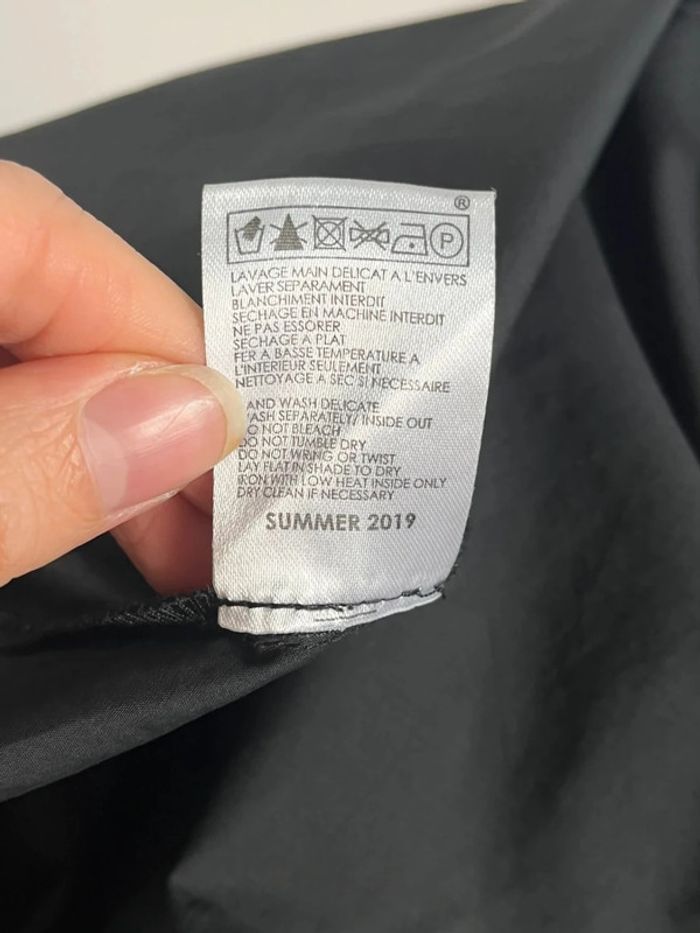 ®
P
LAVAGE MAIN DELICAT A L'ENVERS
LAVER SEPARAMENT
BLANCHIMENT INTERDIT
SECHAGE EN MACHINE INTERDIT
NE PAS ESSORER
SECHAGE A PLAT
FER A BASSE TEMPERATURE A
L'INTERIEUR SEULEMENT
NETTOYAGE A SEC SI NECESSAIRE
AND WASH DELICATE
ASH SEPARATELY/ INSIDE OUT
DO NOT BLEACH
DO NOT TUMBLE DRY
DO NOT WRING OR TWIST
LAY FLAT IN SHADE TO DRY
IRON WITH LOW HEAT INSIDE ONLY
DRY CLEAN IF NECESSARY
SUMMER 2019